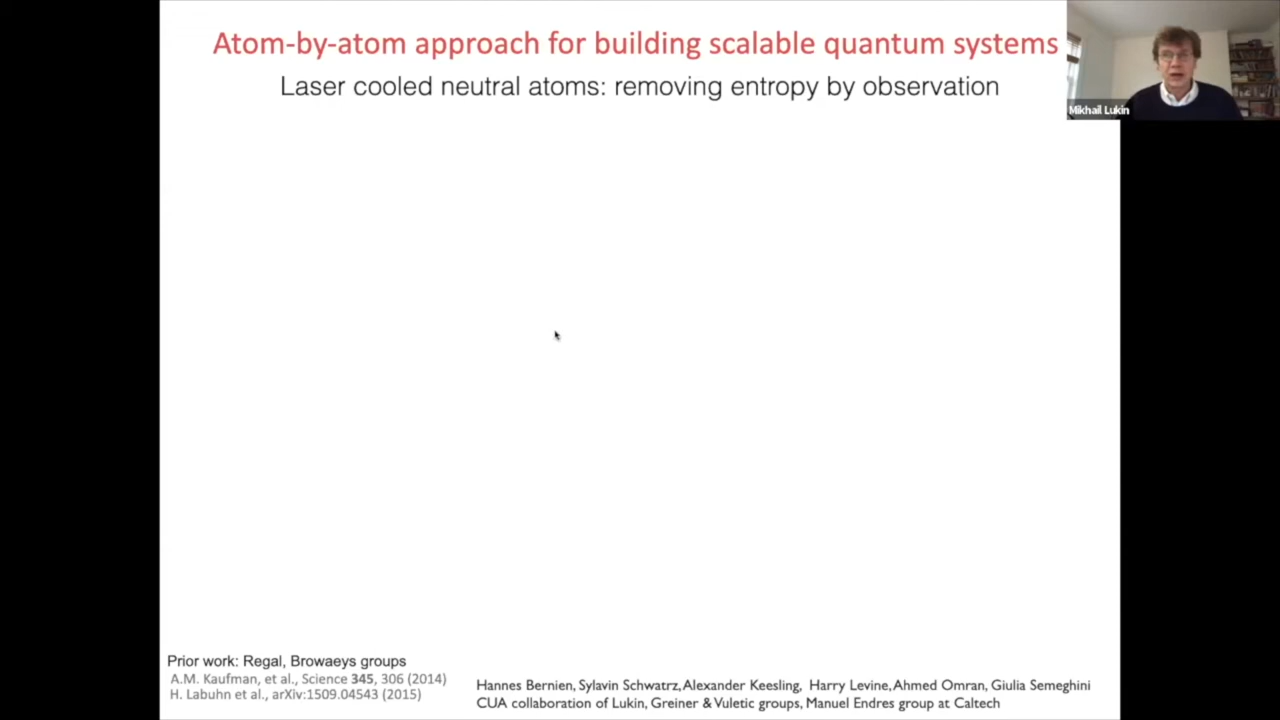 Atom-by-atom approach for building scalable quantum systems
Laser cooled neutral atoms: removing entropy by observation
Mikhail Lukin
Prior work: Regal, Browaeys groups
A.M. Kaufman, et al., Science 345, 306 (2014)
H. Labuhn et al., arXiv:1509.04543 (2015)
Hannes Bernien, Sylavin Schwatrz, Alexander Keesling, Harry Levine, Ahmed Omran, Giulia Semeghini
CUA collaboration of Lukin, Greiner & Vuletic groups, Manuel Endres group at Caltech